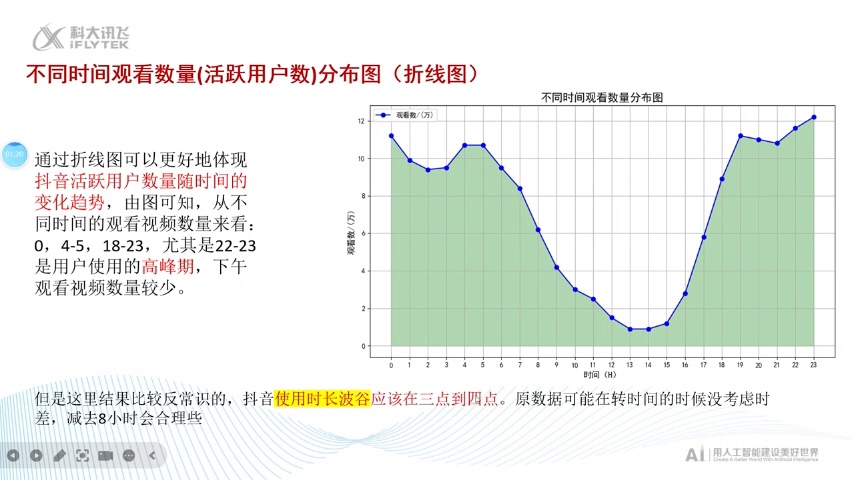 科大讯飞
iFLYTEK
不同时间观看数量(活跃用户数)分布图（折线图）
01:20
通过折线图可以更好地体现
抖音活跃用户数量随时间的
变化趋势，由图可知，从不
同时间的观看视频数量来看：
0，4-5，18-23，尤其是22-23
是用户使用的高峰期，下午
观看视频数量较少。
不同时间观看数量分布图
观看数/(万)
12
10
8
6
4
2
0
观看数/(万)
0 1 2 3 4 5 6 7 8 9 10 11 12 13 14 15 16 17 18 19 20 21 22 23
时间（H）
但是这里结果比较反常识的，抖音使用时长波谷应该在三点到四点。原数据可能在转时间的时候没考虑时
差，减去8小时会合理些
AI 用人工智能建设美好世界
Create A Better World With Artificial Intelligence